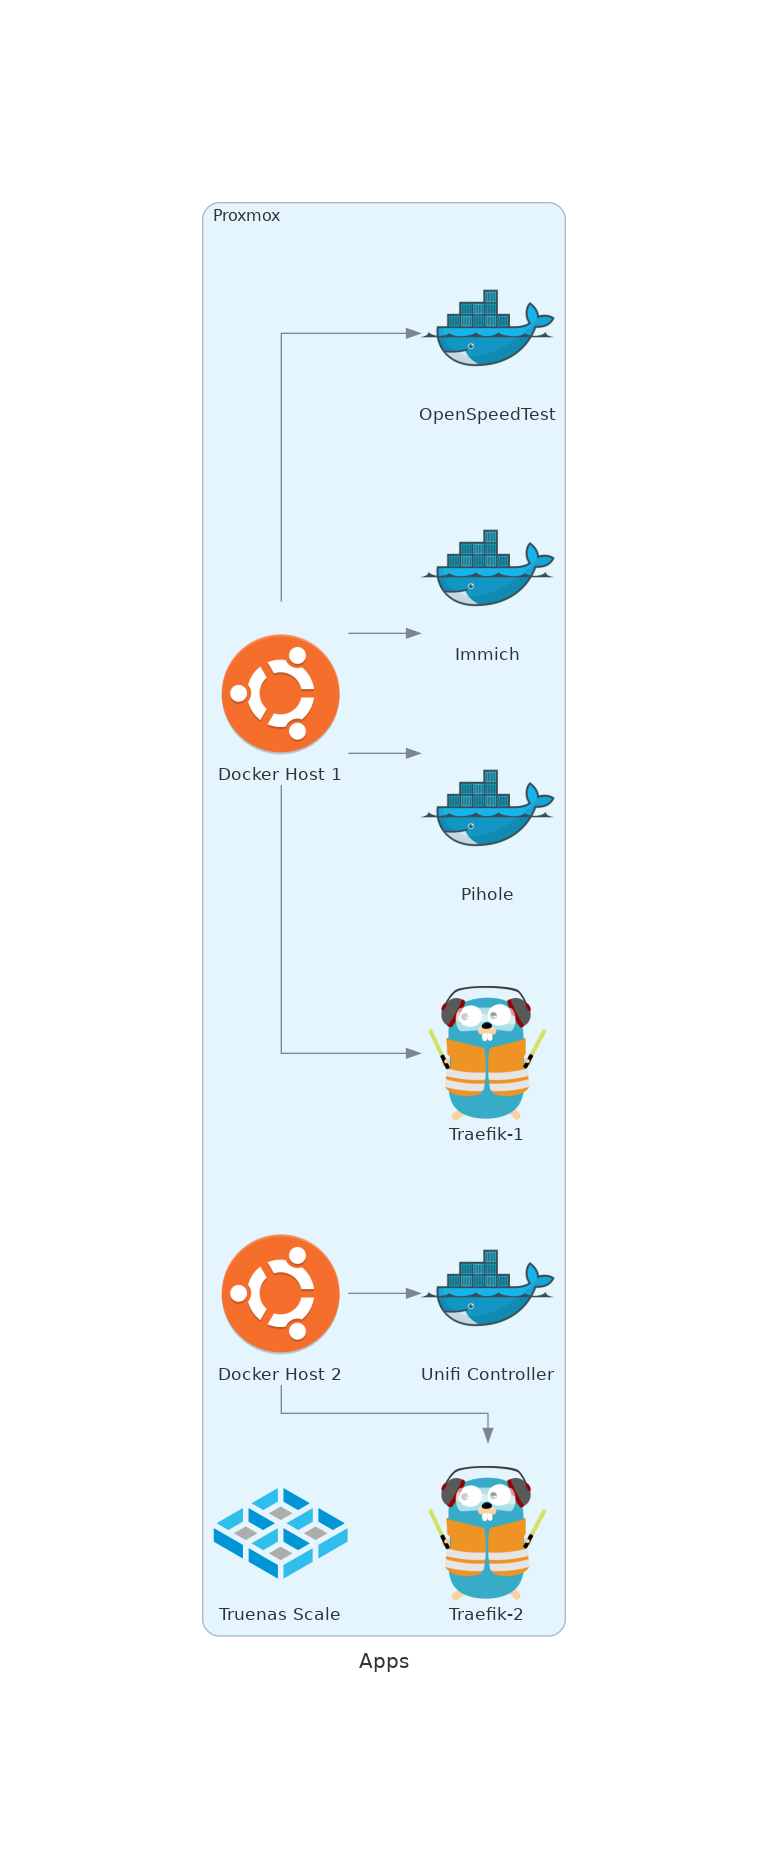 Proxmox
OpenSpeedTest
Immich
Docker Host 1
Pihole
Traefik-1
Docker Host 2
Unifi Controller
Truenas Scale
Traefik-2
Apps